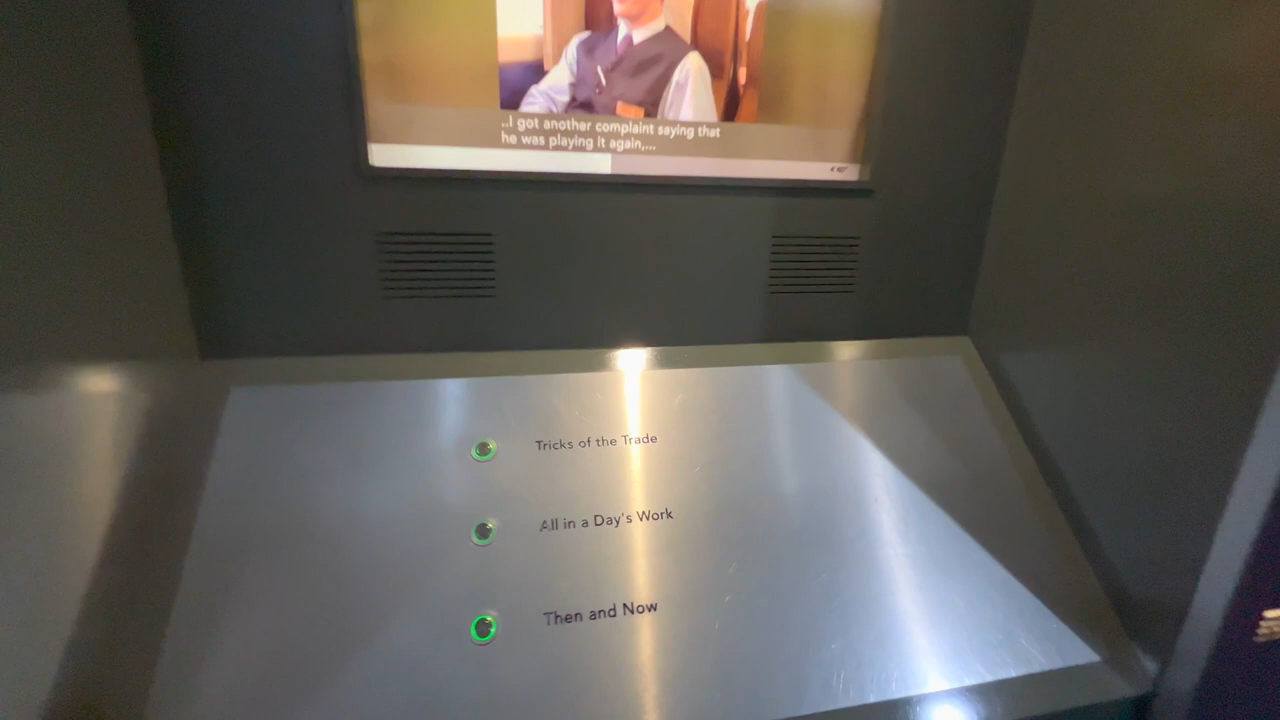 ..I got another complaint saying that
he was playing it again,...
Tricks of the Trade
All in a Day's Work
Then and Now